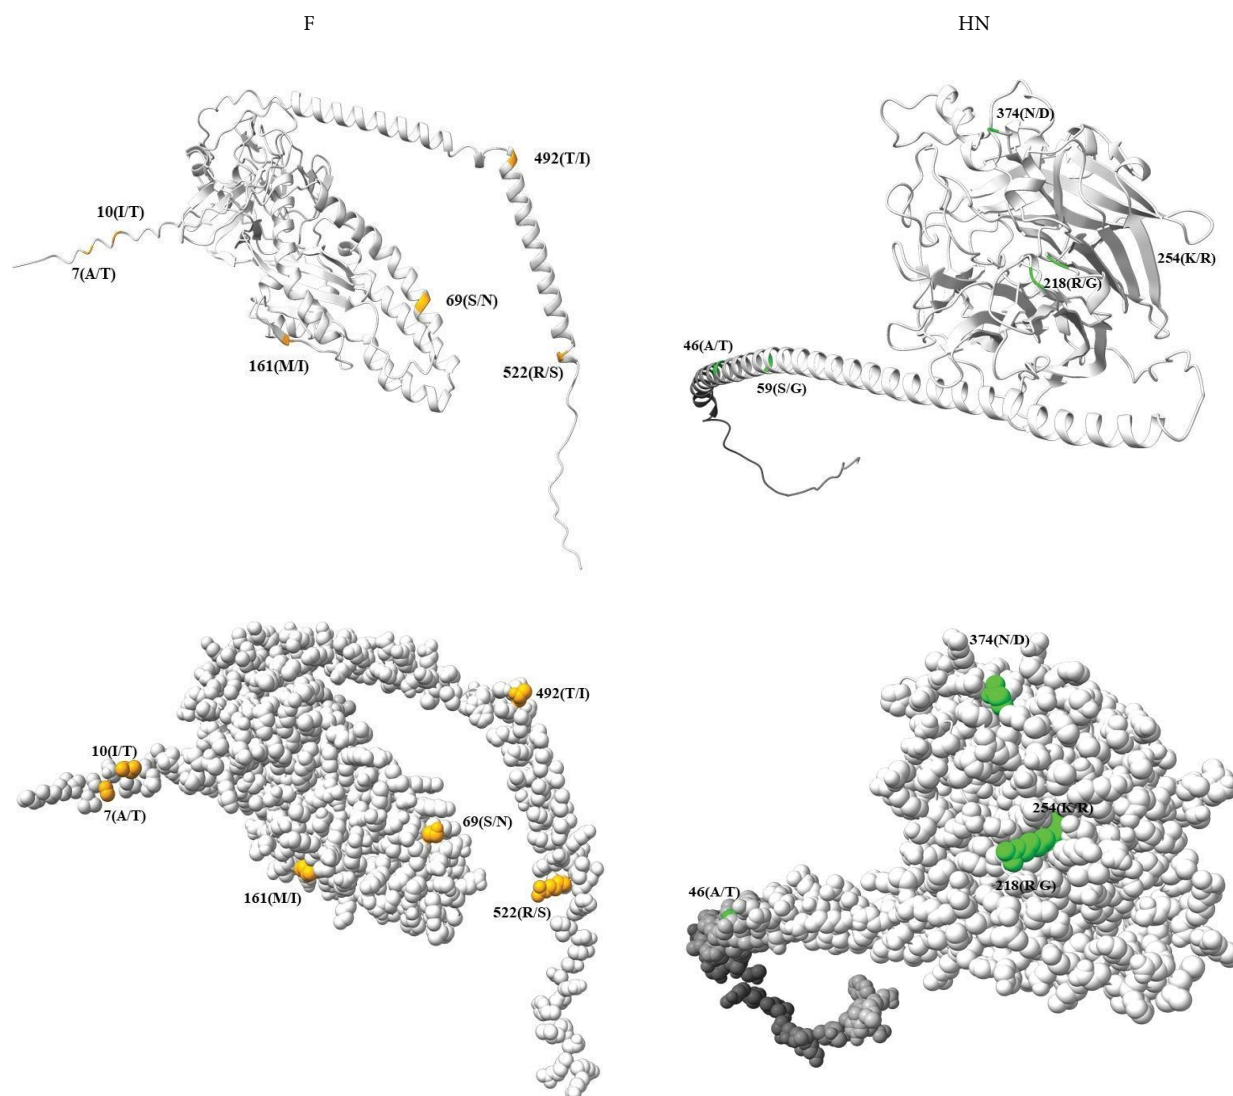 F
HN
374(N/D)
492(T/I)
10(I/T)
254(K/R)
7(A/T)
218(R/G)
69(S/N)
46(A/T)
161(M/I)
522(R/S)
59(S/G)
374(N/D)
492(T/I)
10(I/T)
254(K/R)
7(A/T)
69(S/N)
218(R/G)
46(A/T)
161(M/I)
522(R/S)